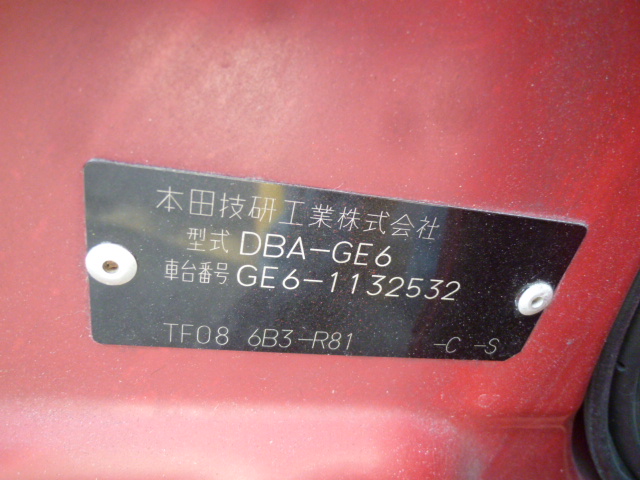 本田技研工業株式会社
型式 DBA-GE6
車台番号 GE6-1132532
TF08 6B3-R81 -C -S